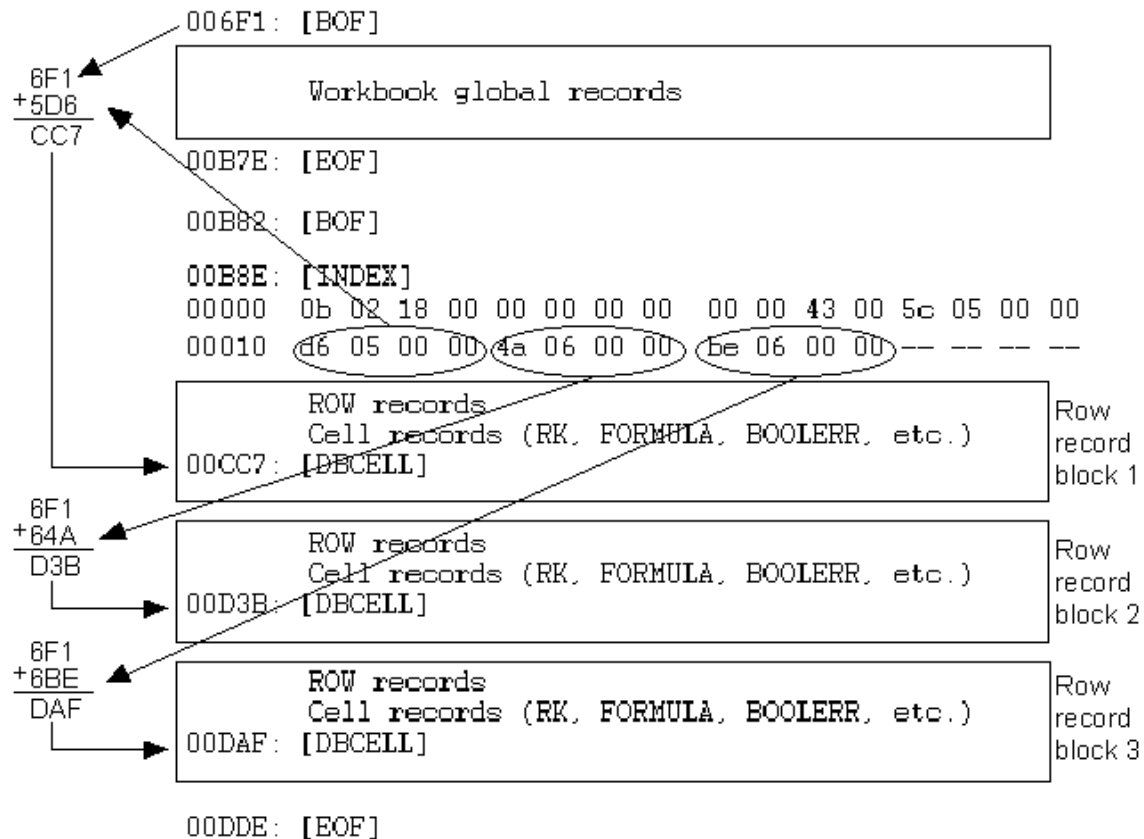 006F1: [BOF]
6F1
+5D6
CC7
Workbook global records
00B7E: [EOF]
00B82: [BOF]
00B8E: [INDEX]
00000 0b 02 18 00 00 00 00 00 00 00 43 00 5c 05 00 00
00010 d6 05 00 00 4a 06 00 00 be 06 00 00 -- -- -- --
ROW records
Cell records (RK, FORMULA, BOOLERR, etc.)
00CC7: [DBCELL]
Row
record
block 1
6F1
+64A
D3B
ROW records
Cell records (RK, FORMULA, BOOLERR, etc.)
00D3B: [DBCELL]
Row
record
block 2
6F1
+6BE
DAF
ROW records
Cell records (RK, FORMULA, BOOLERR, etc.)
00DAF: [DBCELL]
Row
record
block 3
00DDE: [EOF]